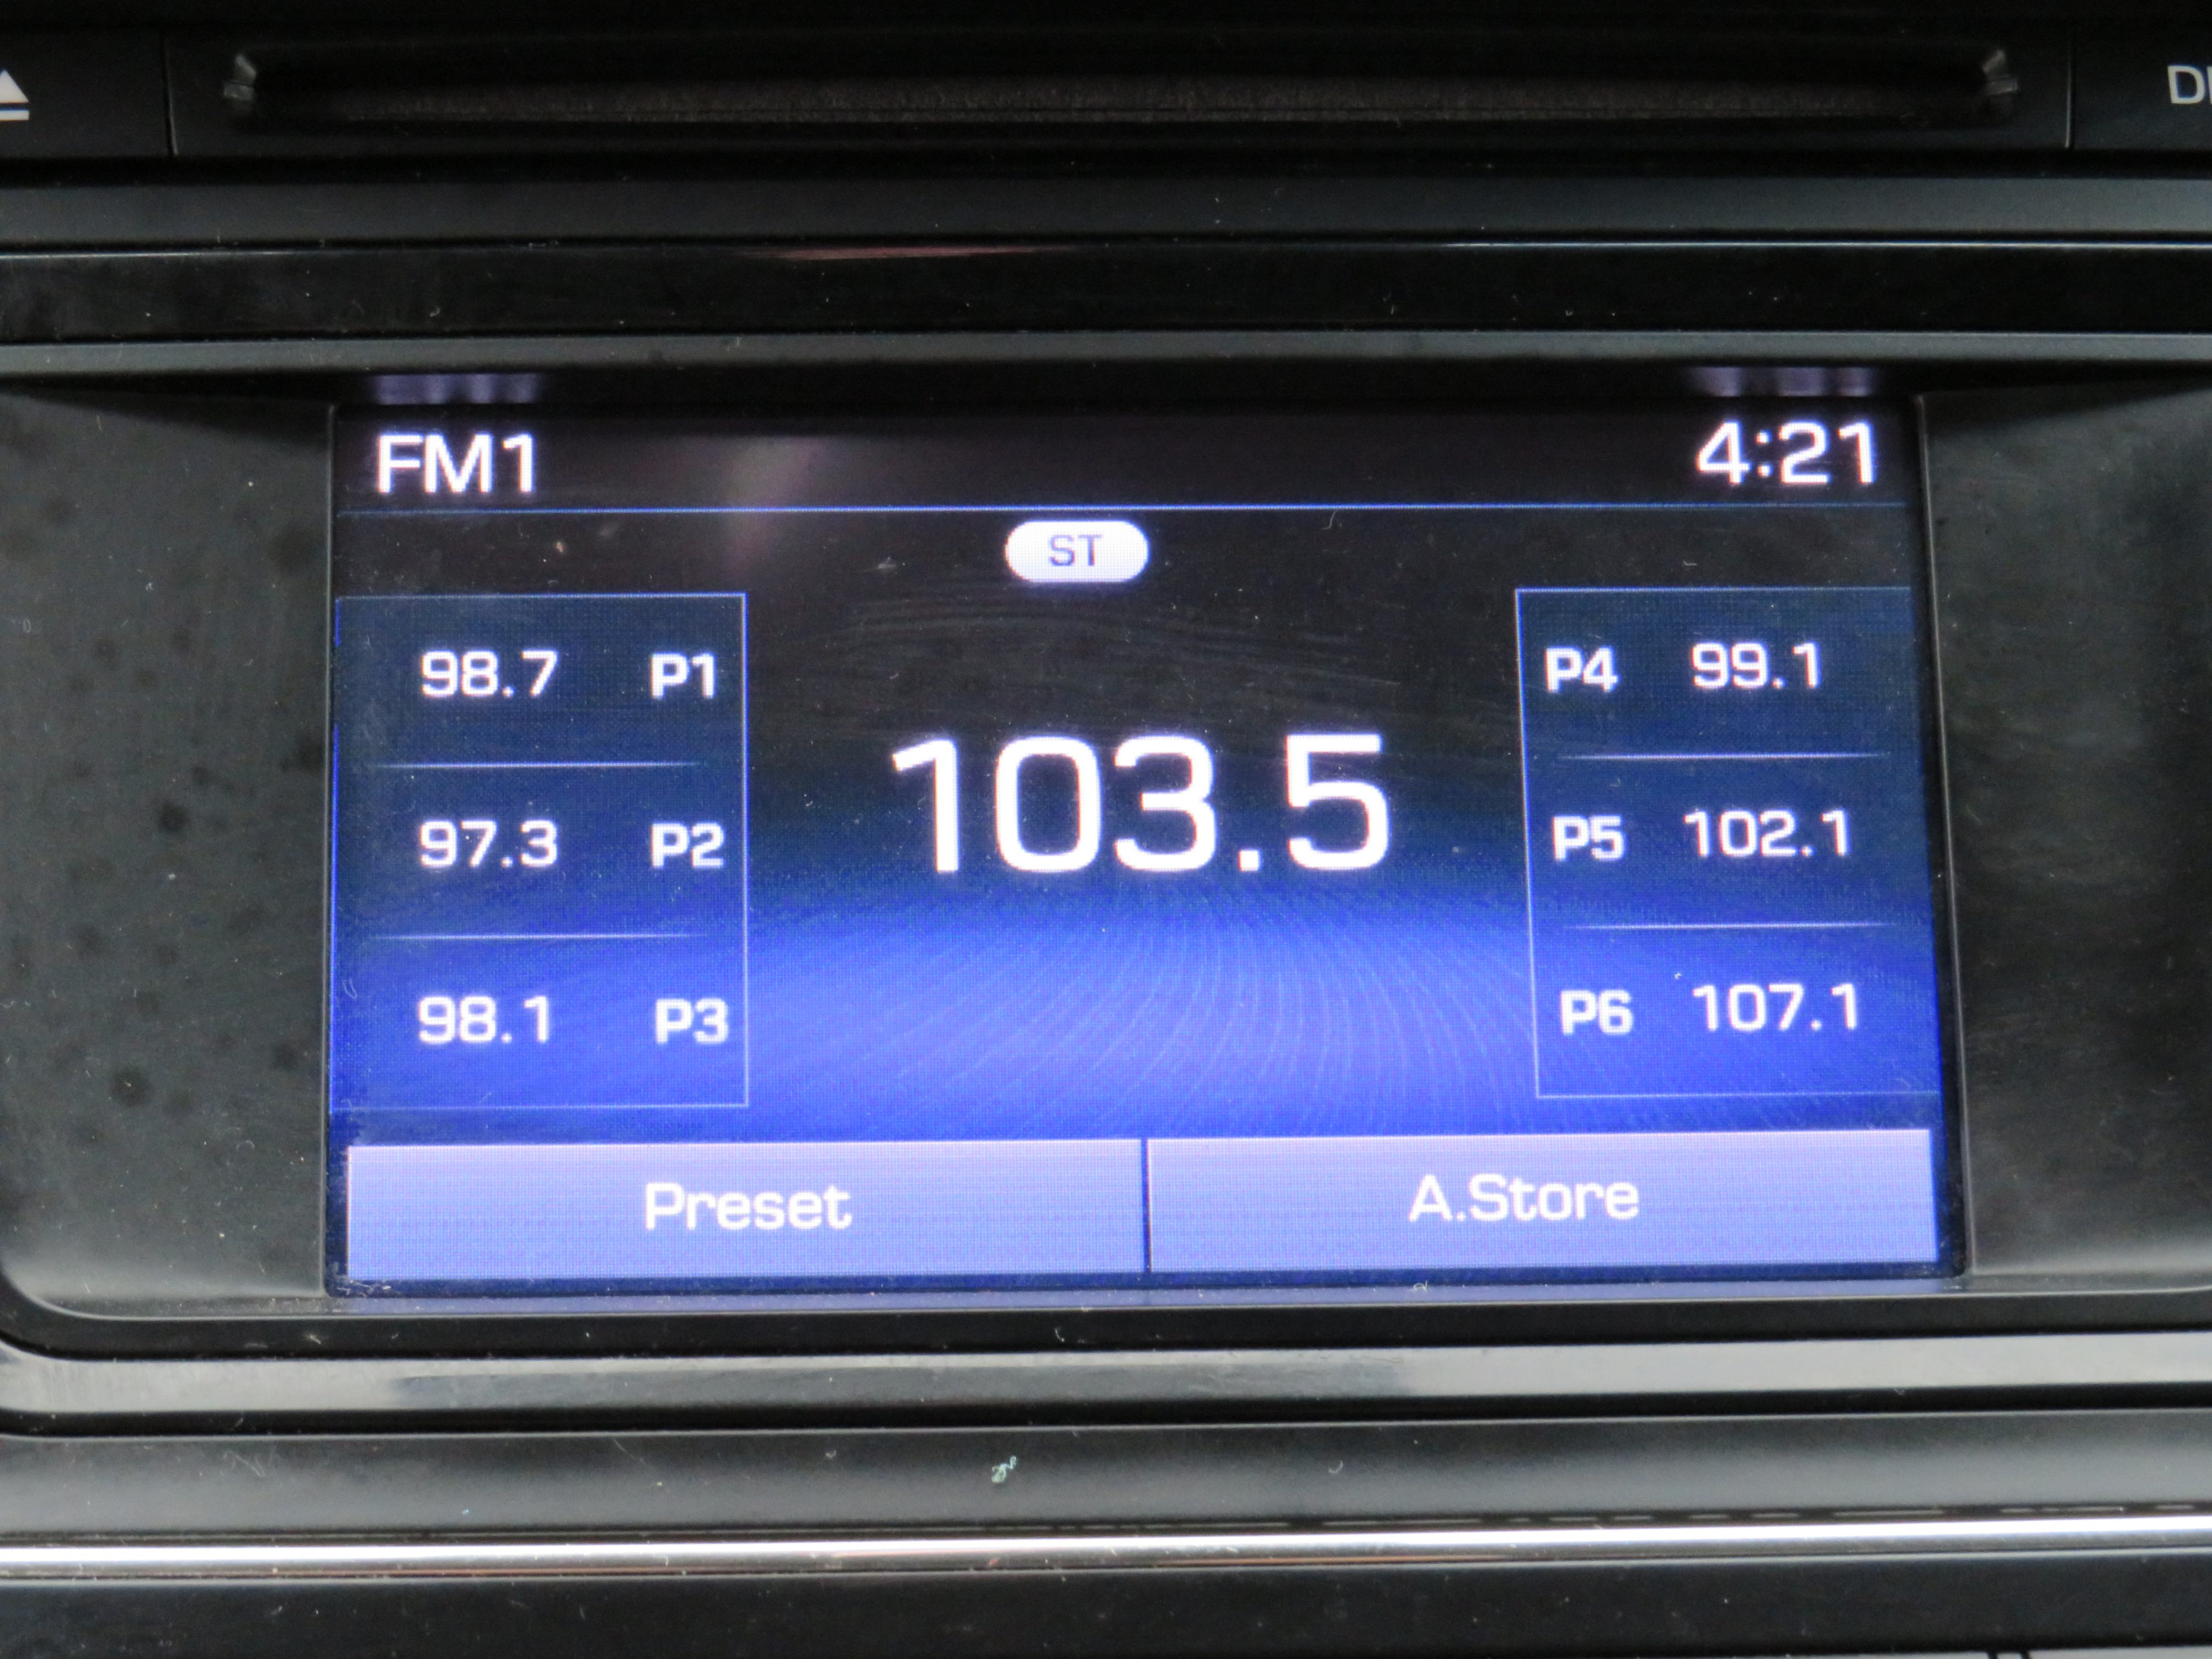 FM1 4:21
ST
98.7 P1
97.3 P2
98.1 P3
103.5
P4 99.1
P5 102.1
P6 107.1
Preset A.Store